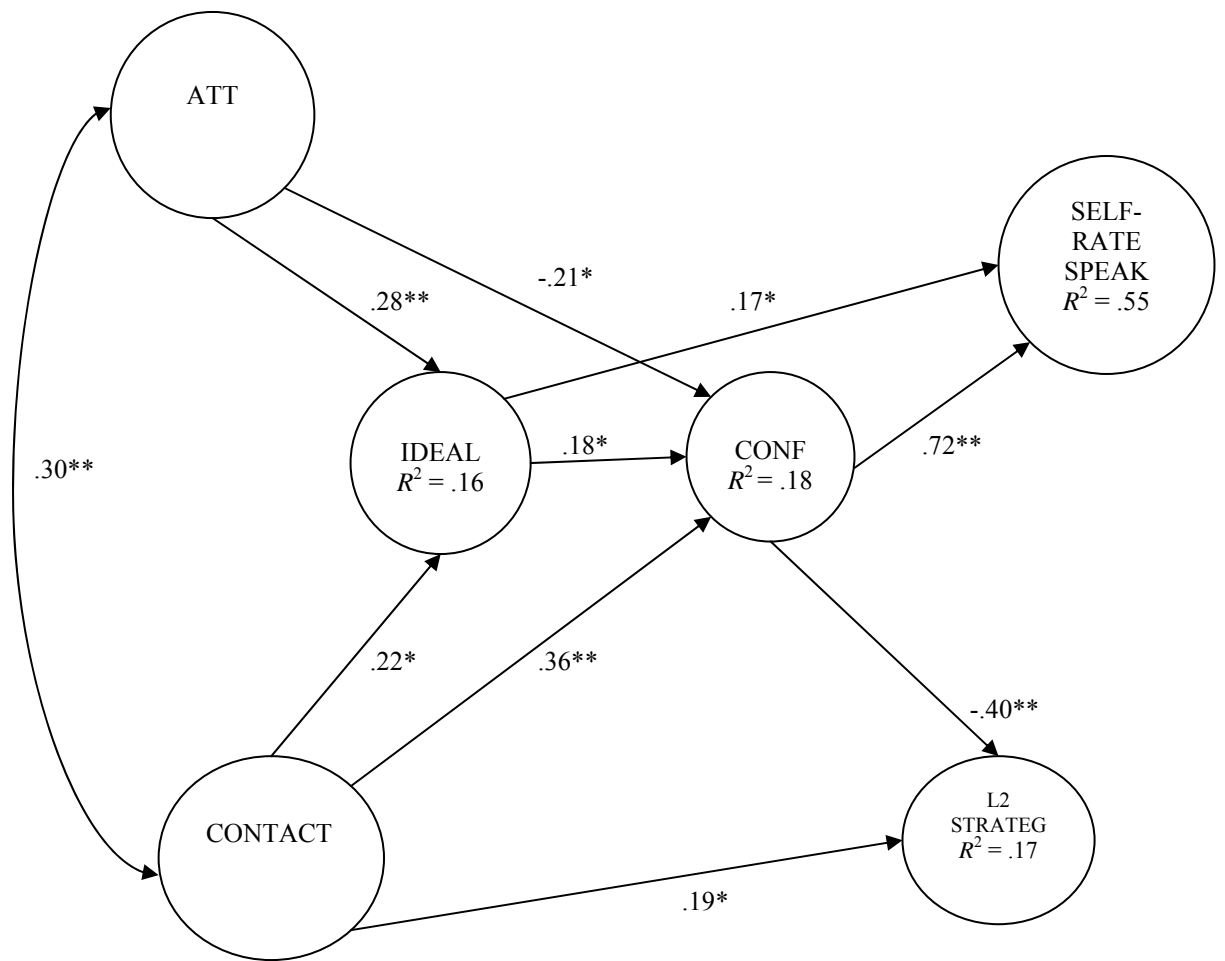 ATT
SELF-
RATE
SPEAK
R² = .55
-.21*
.28**
.17*
IDEAL
R² = .16
.18*
CONF
R² = .18
.72**
.30**
.22*
.36**
-.40**
L2
STRATEG
R² = .17
CONTACT
.19*